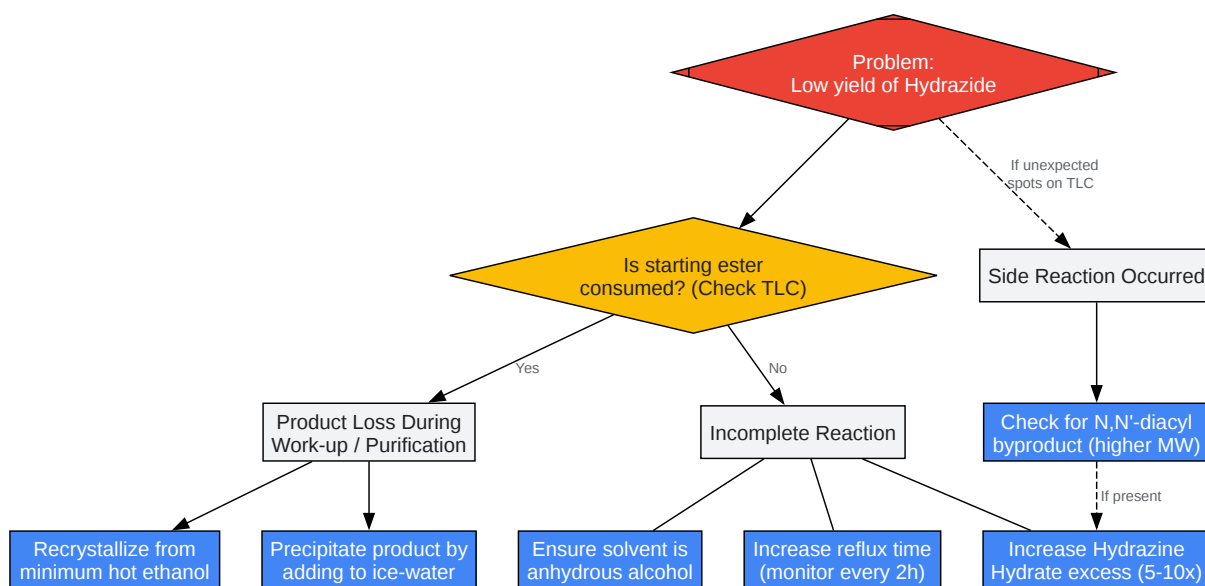 Problem:
Low yield of Hydrazide
If unexpected
spots on TLC
Is starting ester
consumed? (Check TLC)
Side Reaction Occurred
Yes
No
Product Loss During
Work-up / Purification
Incomplete Reaction
Check for N,N'-diacyl
byproduct (higher MW)
If present
Recrystallize from
minimum hot ethanol
Precipitate product by
adding to ice-water
Ensure solvent is
anhydrous alcohol
Increase reflux time
(monitor every 2h)
Increase Hydrazine
Hydrate excess (5-10x)